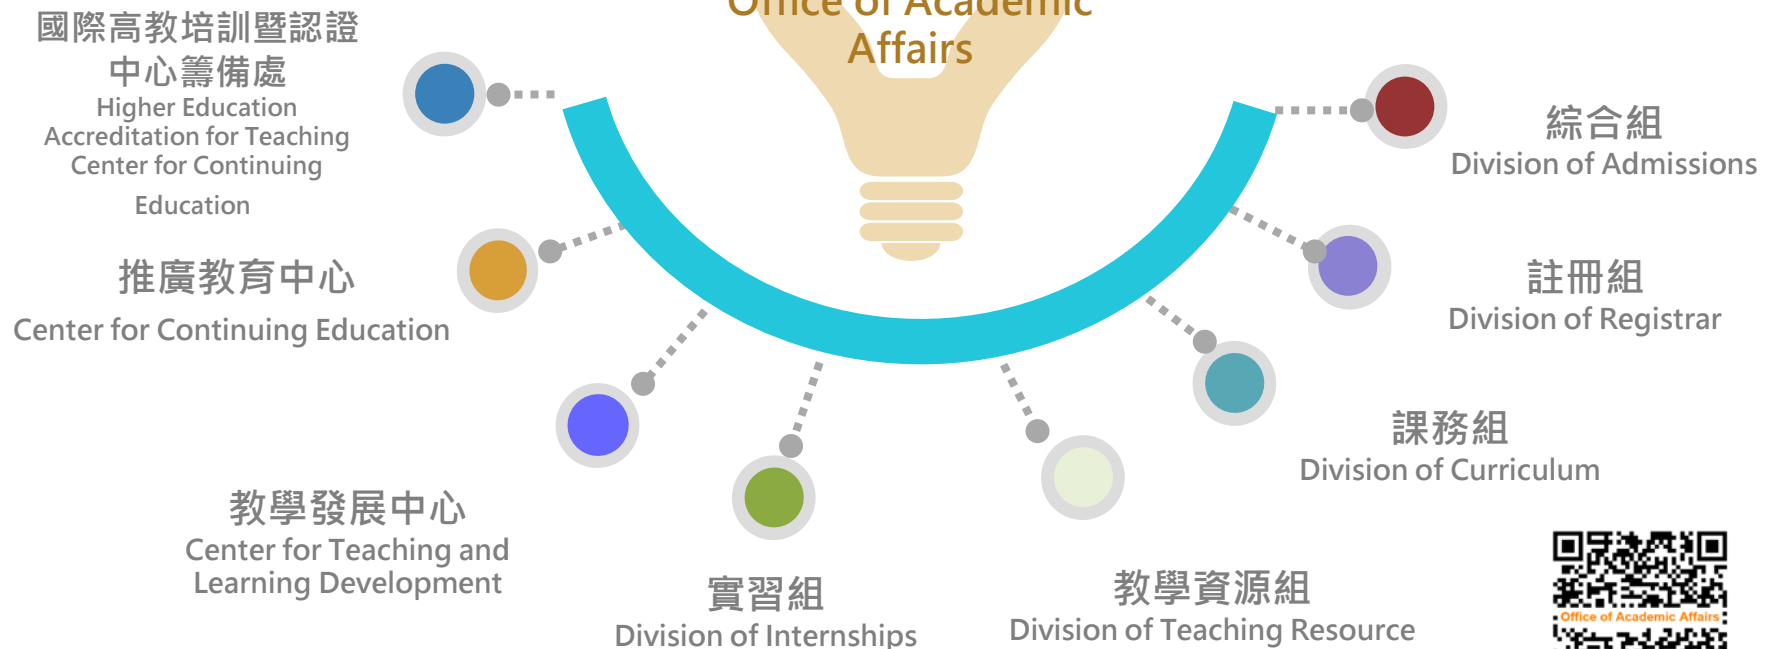 Office of Academic
Affairs
國際高教培訓暨認證
中心籌備處
Higher Education
Accreditation for Teaching
Center for Continuing
Education
推廣教育中心
Center for Continuing Education
教學發展中心
Center for Teaching and
Learning Development
實習組
Division of Internships
教學資源組
Division of Teaching Resource
課務組
Division of Curriculum
註冊組
Division of Registrar
綜合組
Division of Admissions
Office of Academic Affairs